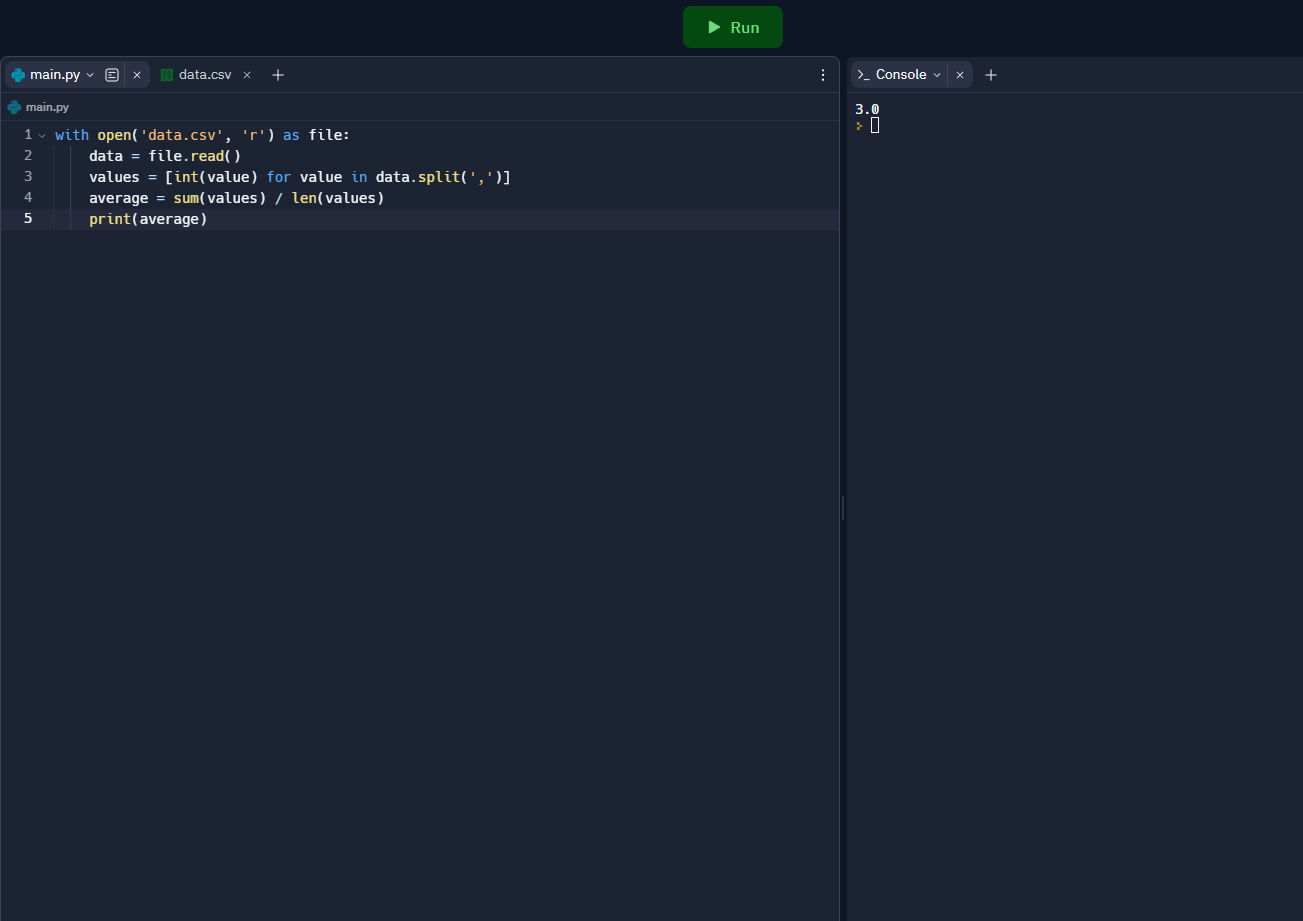 Run
main.py
data.csv
main.py
1 with open('data.csv', 'r') as file:
2     data = file.read()
3     values = [int(value) for value in data.split(',')]
4     average = sum(values) / len(values)
5     print(average)
>_ Console
3.0